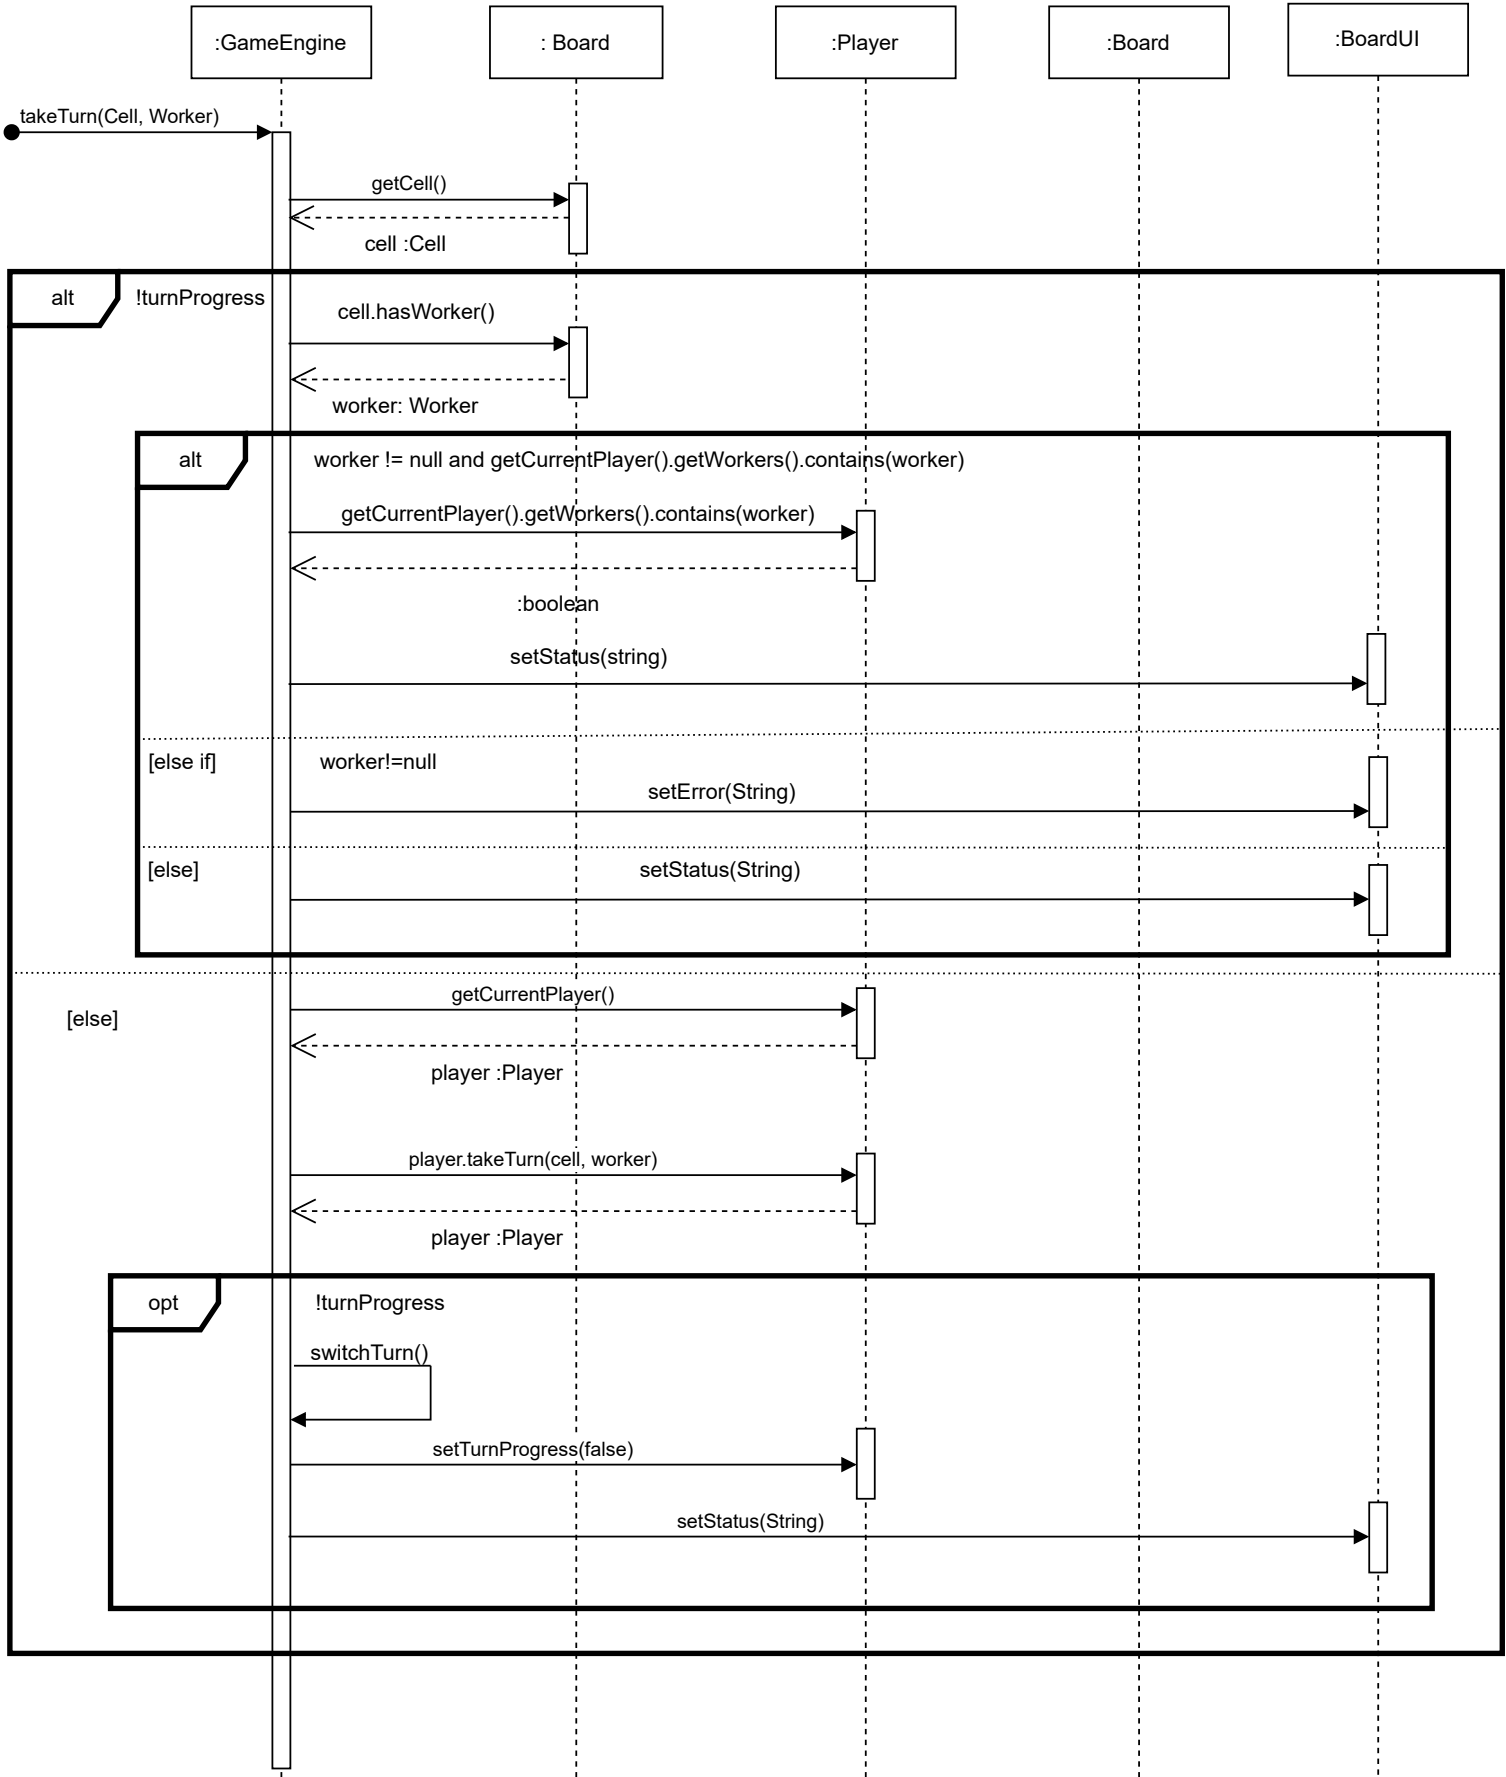 :GameEngine
: Board
:Player
:Board
:BoardUI
takeTurn(Cell, Worker)
getCell()
cell :Cell
alt
!turnProgress
cell.hasWorker()
worker: Worker
alt
worker != null and getCurrentPlayer().getWorkers().contains(worker)
getCurrentPlayer().getWorkers().contains(worker)
:boolean
setStatus(string)
[else if]
worker!=null
setError(String)
[else]
setStatus(String)
getCurrentPlayer()
[else]
player :Player
player.takeTurn(cell, worker)
player :Player
opt
!turnProgress
switchTurn()
setTurnProgress(false)
setStatus(String)